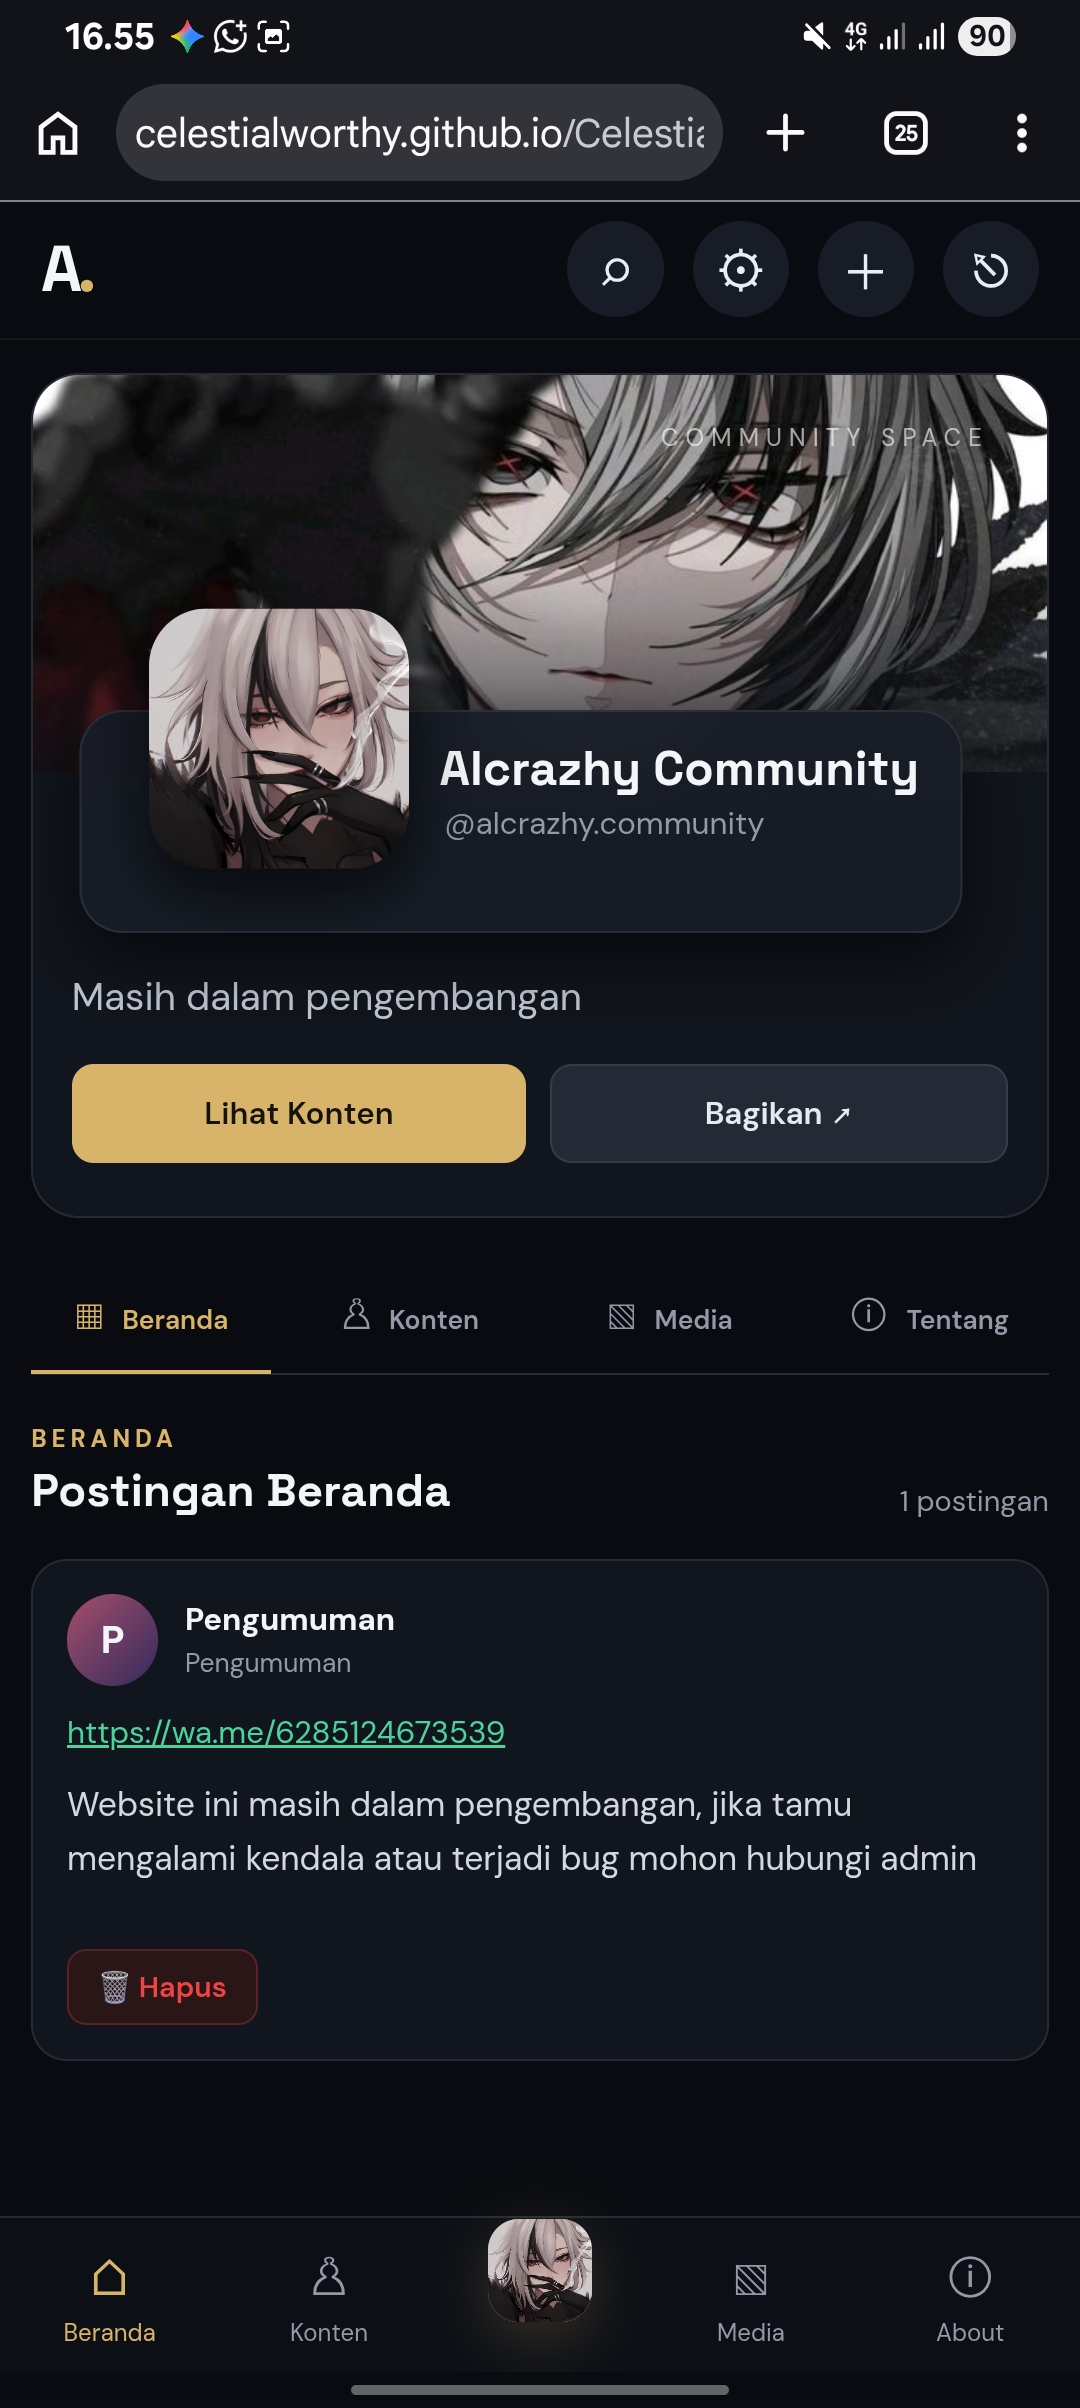 16.55
4G
90
celestialworthy.github.io/Celestia
25
A.
COMMUNITY SPACE
Alcrazhy Community
@alcrazhy.community
Masih dalam pengembangan
Lihat Konten
Bagikan ↗
Beranda
Konten
Media
Tentang
BERANDA
Postingan Beranda
1 postingan
P
Pengumuman
Pengumuman
https://wa.me/6285124673539
Website ini masih dalam pengembangan, jika tamu
mengalami kendala atau terjadi bug mohon hubungi admin
Hapus
Beranda
Konten
Media
About